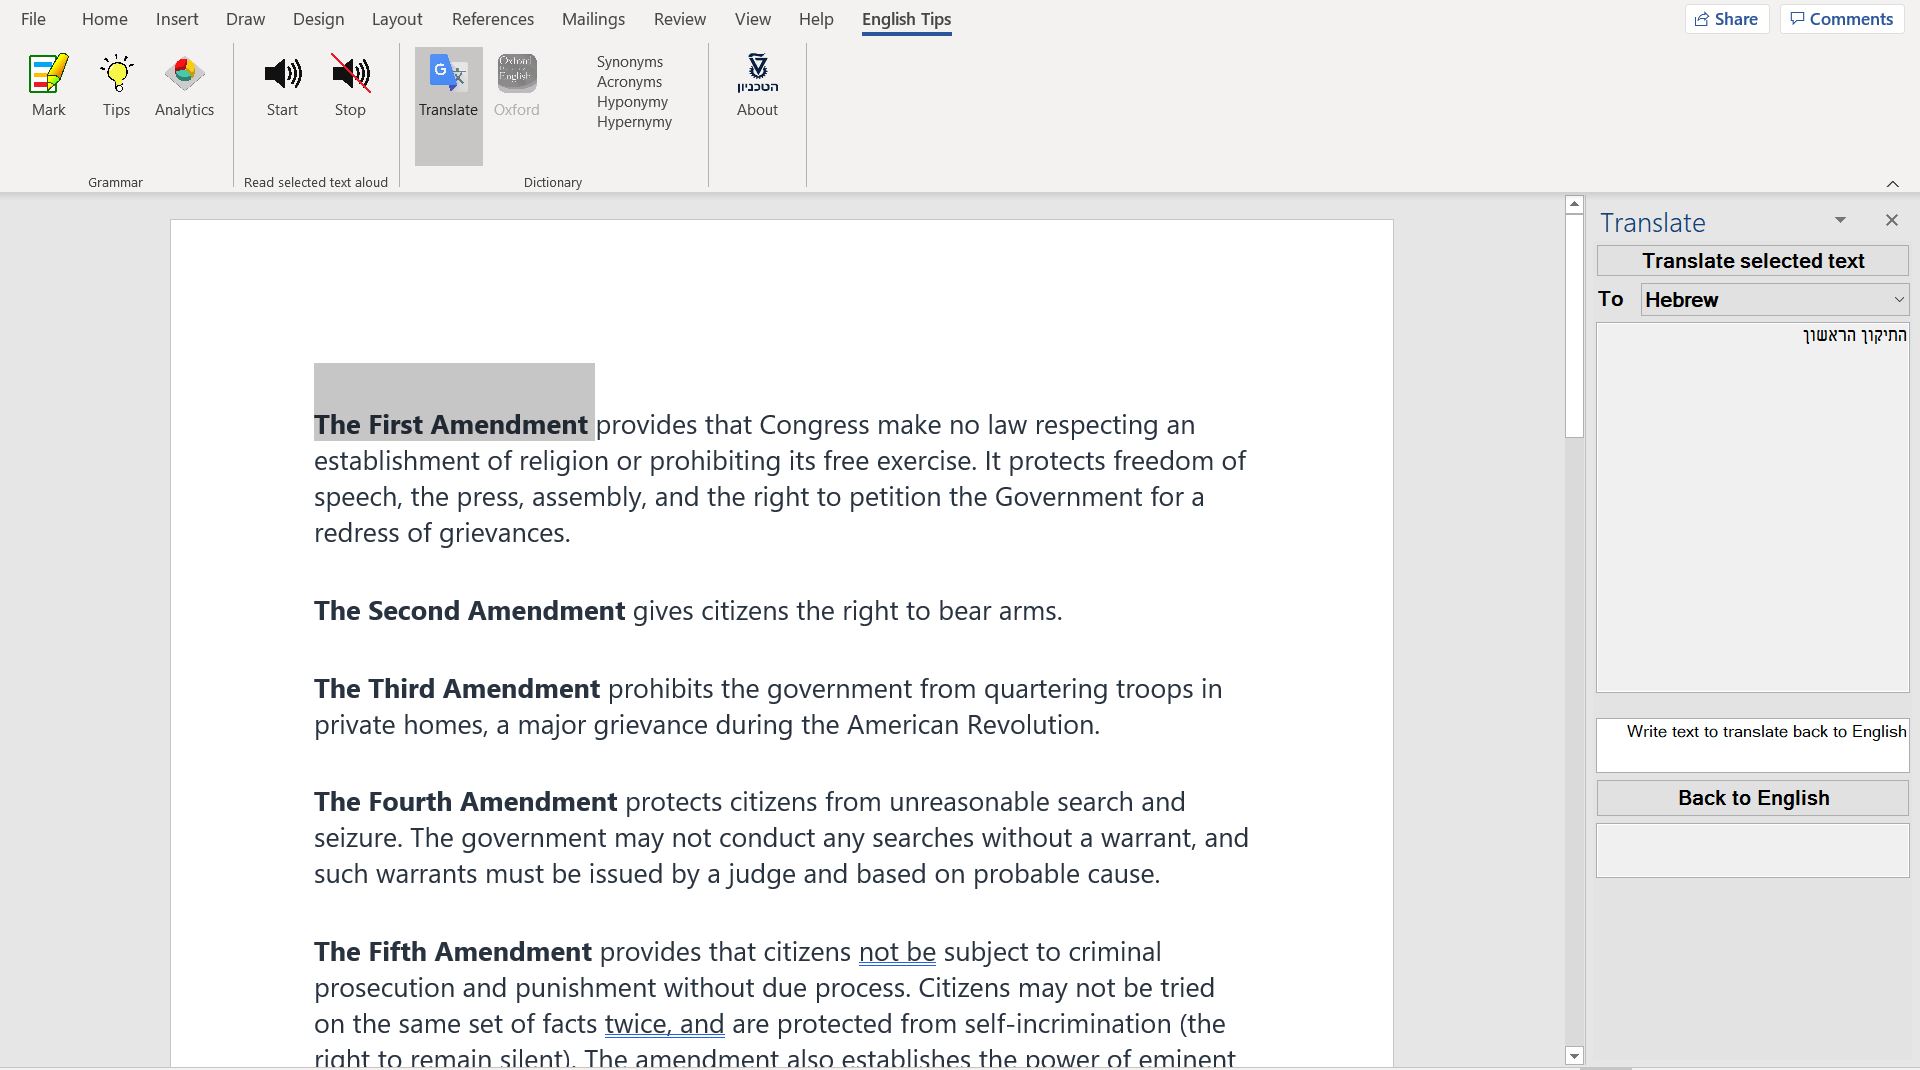 File Home Insert Draw Design Layout References Mailings Review View Help English Tips Share Comments
Mark Tips Analytics
Grammar
Start Stop
Read selected text aloud
Translate Oxford English Oxford
Synonyms
Acronyms
Hyponymy
Hypernymy
Dictionary
הטכניון
About
The First Amendment provides that Congress make no law respecting an
establishment of religion or prohibiting its free exercise. It protects freedom of
speech, the press, assembly, and the right to petition the Government for a
redress of grievances.
The Second Amendment gives citizens the right to bear arms.
The Third Amendment prohibits the government from quartering troops in
private homes, a major grievance during the American Revolution.
The Fourth Amendment protects citizens from unreasonable search and
seizure. The government may not conduct any searches without a warrant, and
such warrants must be issued by a judge and based on probable cause.
The Fifth Amendment provides that citizens not be subject to criminal
prosecution and punishment without due process. Citizens may not be tried
on the same set of facts twice, and are protected from self-incrimination (the
right to remain silent). The amendment also establishes the power of eminent
Translate
Translate selected text
To Hebrew
התיקון הראשון
Write text to translate back to English
Back to English